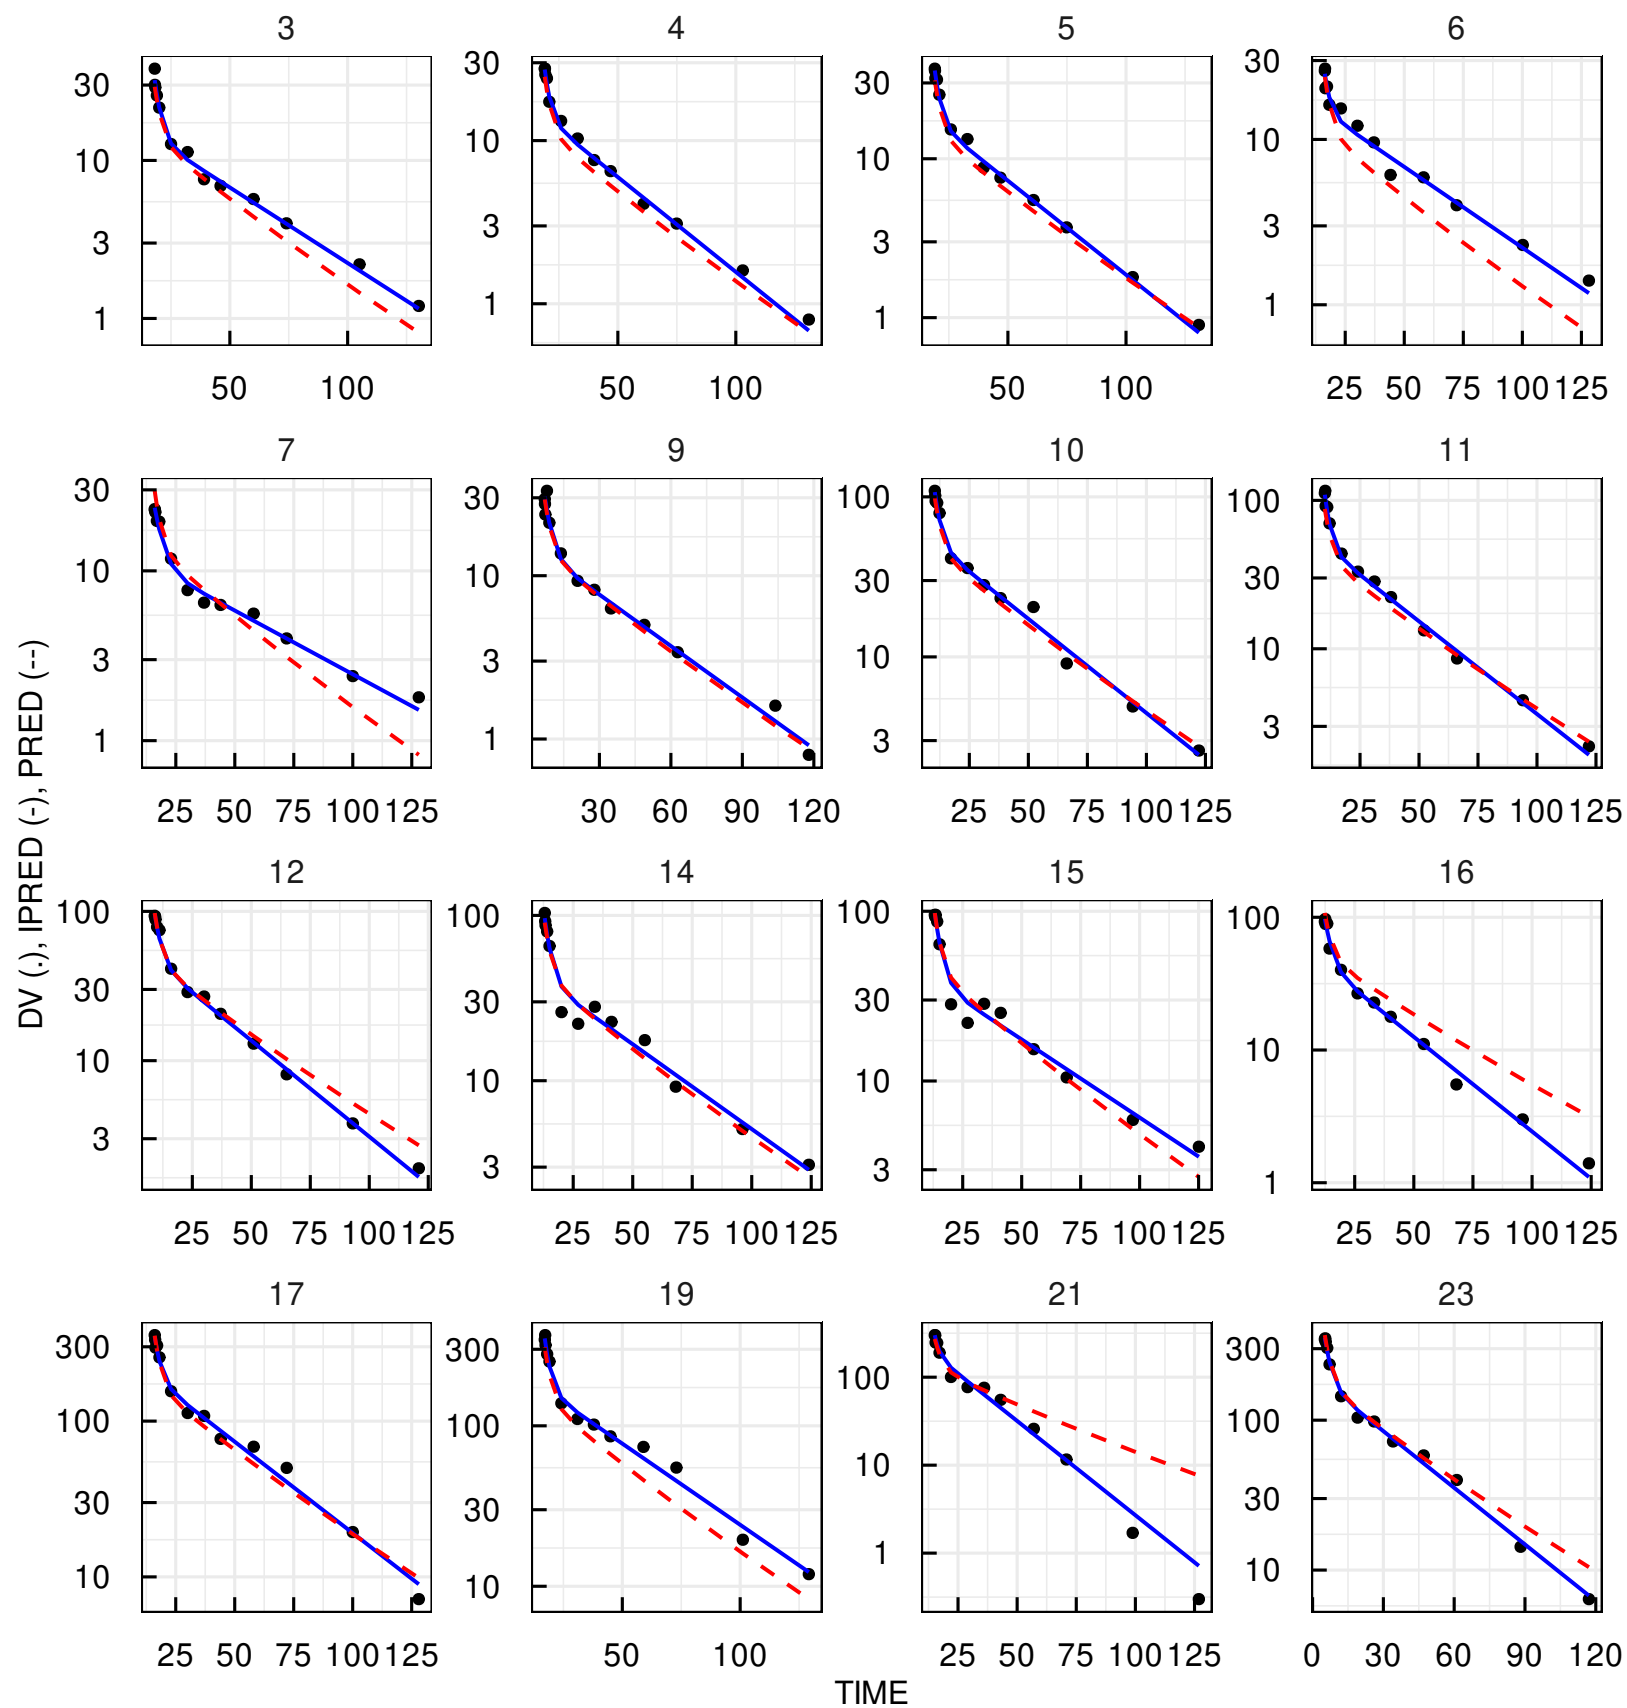 3 4 5 6
30 30 30 30
10 10 10 10
3 3 3 3
1 1 1 1
50 100 50 100 50 100 25 50 75 100 125
7 9 10 11
30 30 100 100
10 10 30 30
3 3 10 10
1 1 3 3
25 50 75 100 125 30 60 90 120 25 50 75 100 125 25 50 75 100 125
DV (.), IPRED (-), PRED (--)
12 14 15 16
100 100 100 100
30 30 30 10
10 10 10 1
3 3 3
25 50 75 100 125 25 50 75 100 125 25 50 75 100 125 25 50 75 100 125
17 19 21 23
300 300 100 300
100 100 10 100
30 30 1 30
10 10 10
25 50 75 100 125 50 100 25 50 75 100 125 0 30 60 90 120
TIME